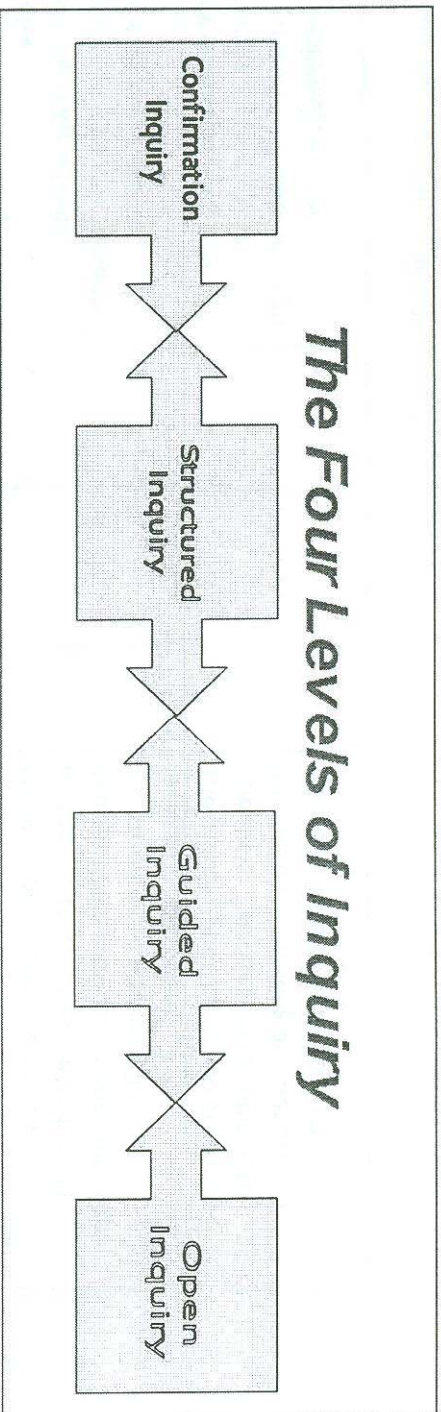 The Four Levels of Inquiry
Confirmation
Inquiry
Structured
Inquiry
Guided
Inquiry
Open
Inquiry